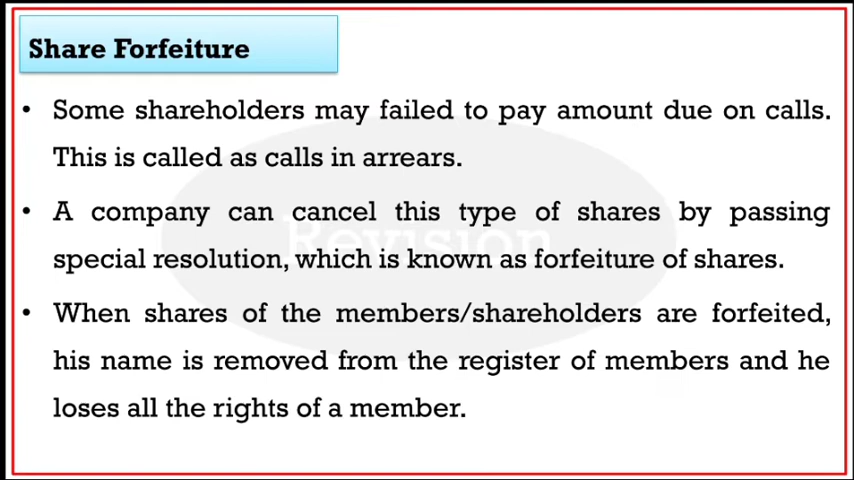 Share Forfeiture
• Some shareholders may failed to pay amount due on calls.
This is called as calls in arrears.
• A company can cancel this type of shares by passing
special resolution, which is known as forfeiture of shares.
• When shares of the members/shareholders are forfeited,
his name is removed from the register of members and he
loses all the rights of a member.
Revision